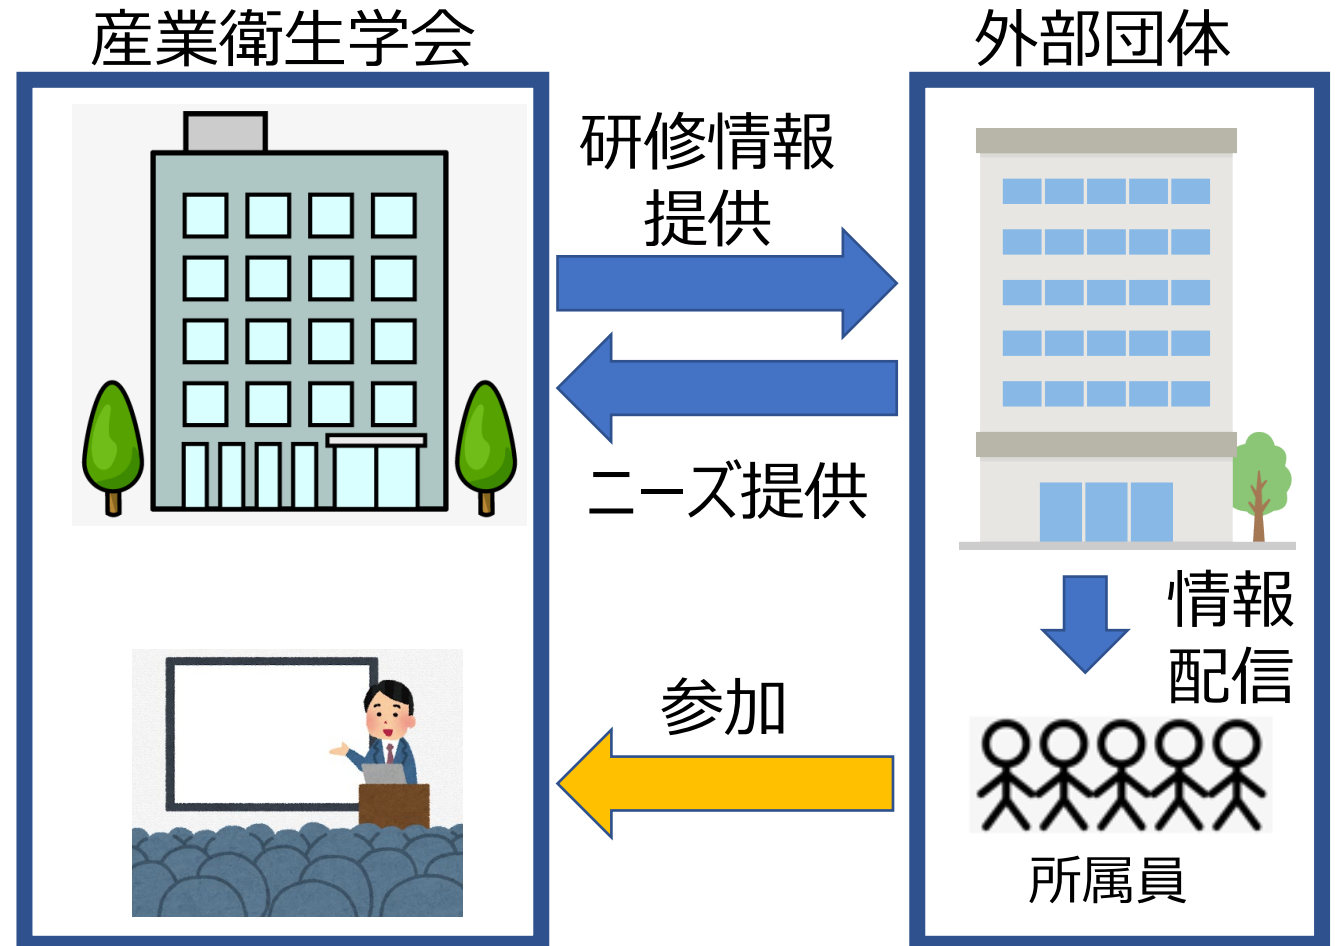 産業衛生学会
外部団体
研修情報
提供
ニーズ提供
情報
配信
参加
所属員